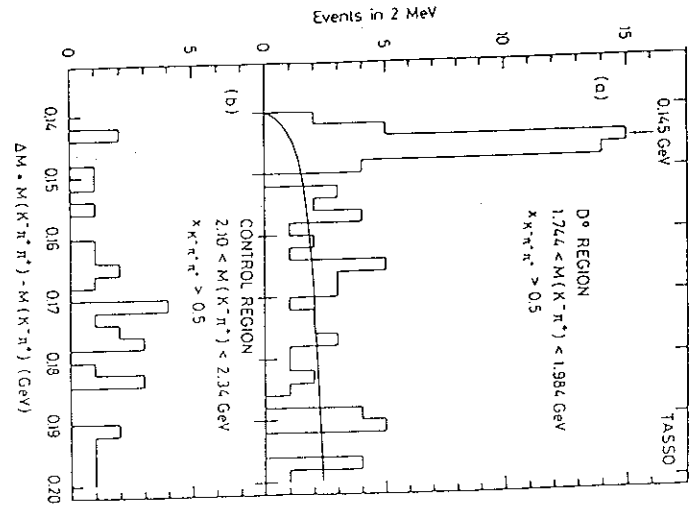 Events in 2 MeV
0
5
10
15
(a)
0.145 GeV
TASSO
D° REGION
1.744 < M(K⁻π⁺) < 1.984 GeV
x K⁻π⁺π⁺ > 0.5
0
5
(b)
CONTROL REGION
2.10 < M(K⁻π⁺) < 2.34 GeV
x K⁻π⁺π⁺ > 0.5
0.14
0.15
0.16
0.17
0.18
0.19
0.20
ΔM = M(K⁻π⁺π⁺) - M(K⁻π⁺) (GeV)